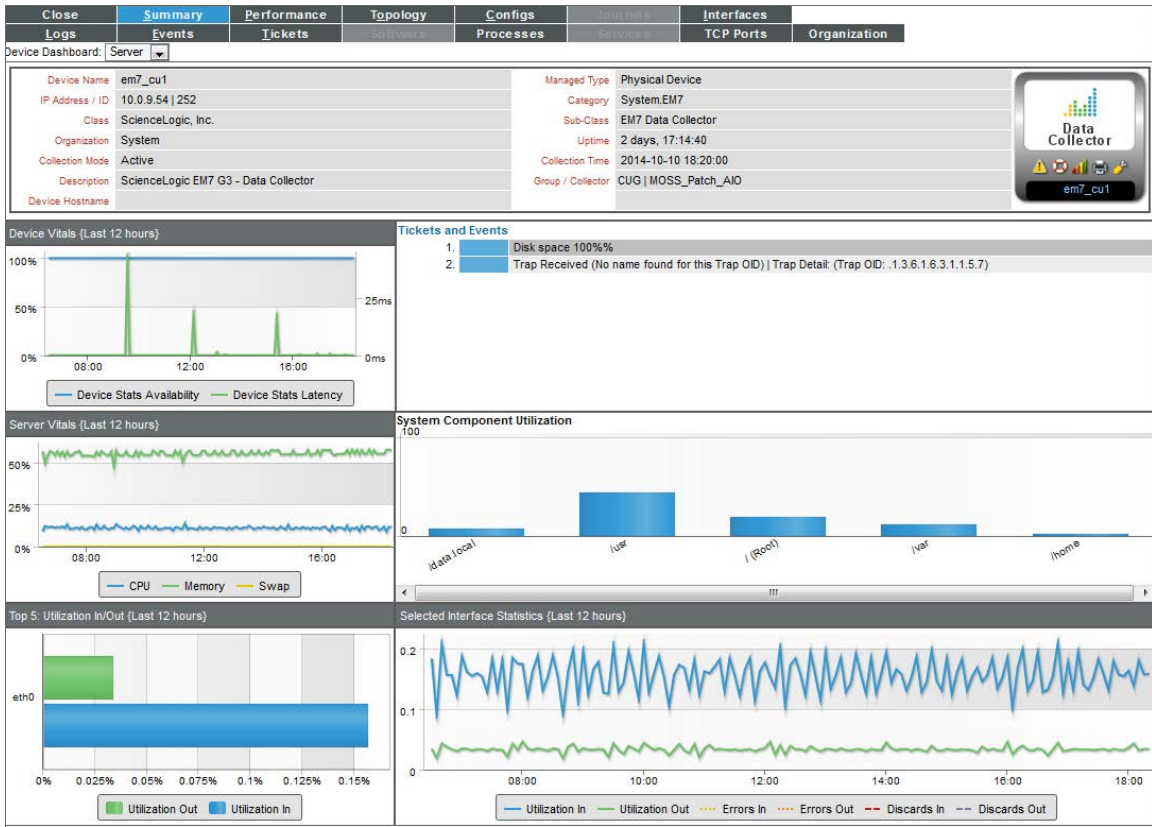 Close Summary Performance Topology Configs Journals Interfaces
Logs Events Tickets Software Processes Services TCP Ports Organization
Device Dashboard: Server
Device Name em7_cu1 Managed Type Physical Device
IP Address / ID 10.0.9.54 | 252 Category System.EM7
Class ScienceLogic, Inc. Sub-Class EM7 Data Collector
Organization System Uptime 2 days, 17:14:40
Collection Mode Active Collection Time 2014-10-10 18:20:00
Description ScienceLogic EM7 G3 - Data Collector Group / Collector CUG | MOSS_Patch_AIO
Device Hostname
Data
Collector
em7_cu1
Device Vitals {Last 12 hours}
100%
50%
0%
25ms
0ms
08:00 12:00 16:00
Device Stats Availability Device Stats Latency
Tickets and Events
1. Disk space 100%%
2. Trap Received (No name found for this Trap OID) | Trap Detail: (Trap OID: .1.3.6.1.6.3.1.1.5.7)
Server Vitals {Last 12 hours}
50%
25%
0%
08:00 12:00 16:00
CPU Memory Swap
System Component Utilization
100
0
/data.local /usr / (Root) /var /home
Top 5: Utilization In/Out {Last 12 hours}
eth0
0% 0.025% 0.05% 0.075% 0.1% 0.125% 0.15%
Utilization Out Utilization In
Selected Interface Statistics {Last 12 hours}
0.2
0.1
0
08:00 10:00 12:00 14:00 16:00 18:00
Utilization In Utilization Out Errors In Errors Out Discards In Discards Out